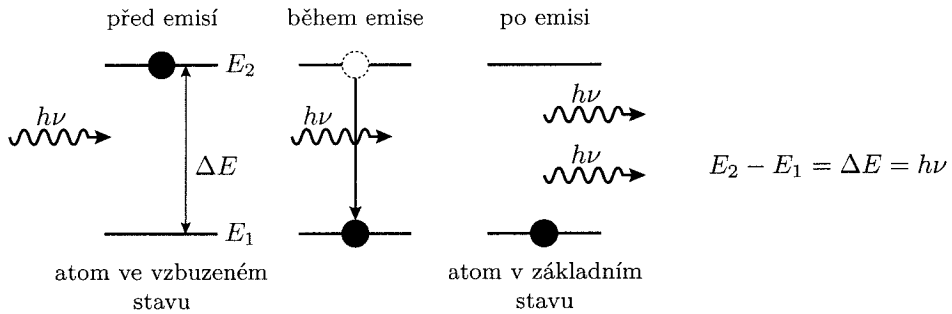 před emisí
během emise
po emisi
E₂
hν
hν
hν
hν
ΔE
E₂ − E₁ = ΔE = hν
E₁
atom ve vzbuzeném
stavu
atom v základním
stavu